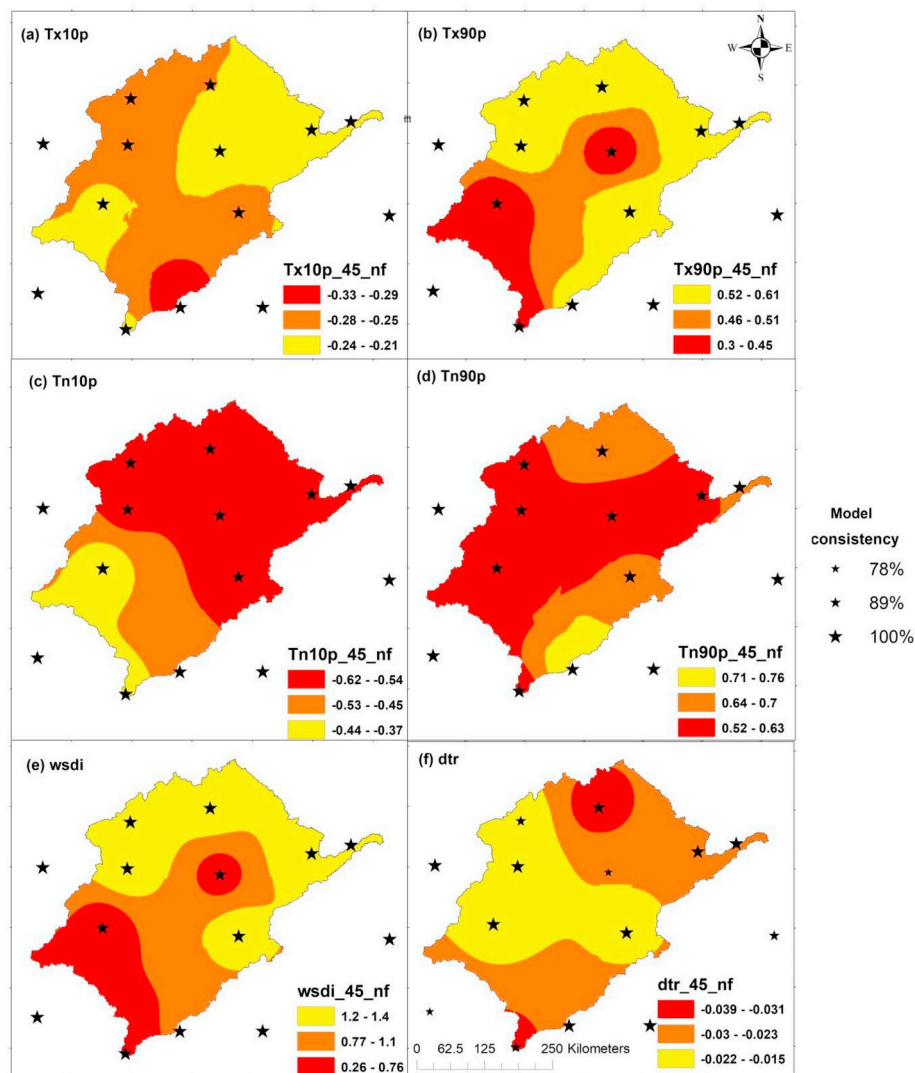 (a) Tx10p
Tx10p_45_nf
-0.33 - -0.29
-0.28 - -0.25
-0.24 - -0.21
(b) Tx90p
N
W E
S
Tx90p_45_nf
0.52 - 0.61
0.46 - 0.51
0.3 - 0.45
(c) Tn10p
Tn10p_45_nf
-0.62 - -0.54
-0.53 - -0.45
-0.44 - -0.37
(d) Tn90p
Tn90p_45_nf
0.71 - 0.76
0.64 - 0.7
0.52 - 0.63
Model
consistency
78%
89%
100%
(e) wsdi
wsdi_45_nf
1.2 - 1.4
0.77 - 1.1
0.26 - 0.76
(f) dtr
dtr_45_nf
-0.039 - -0.031
-0.03 - -0.023
-0.022 - -0.015
0 62.5 125 250 Kilometers